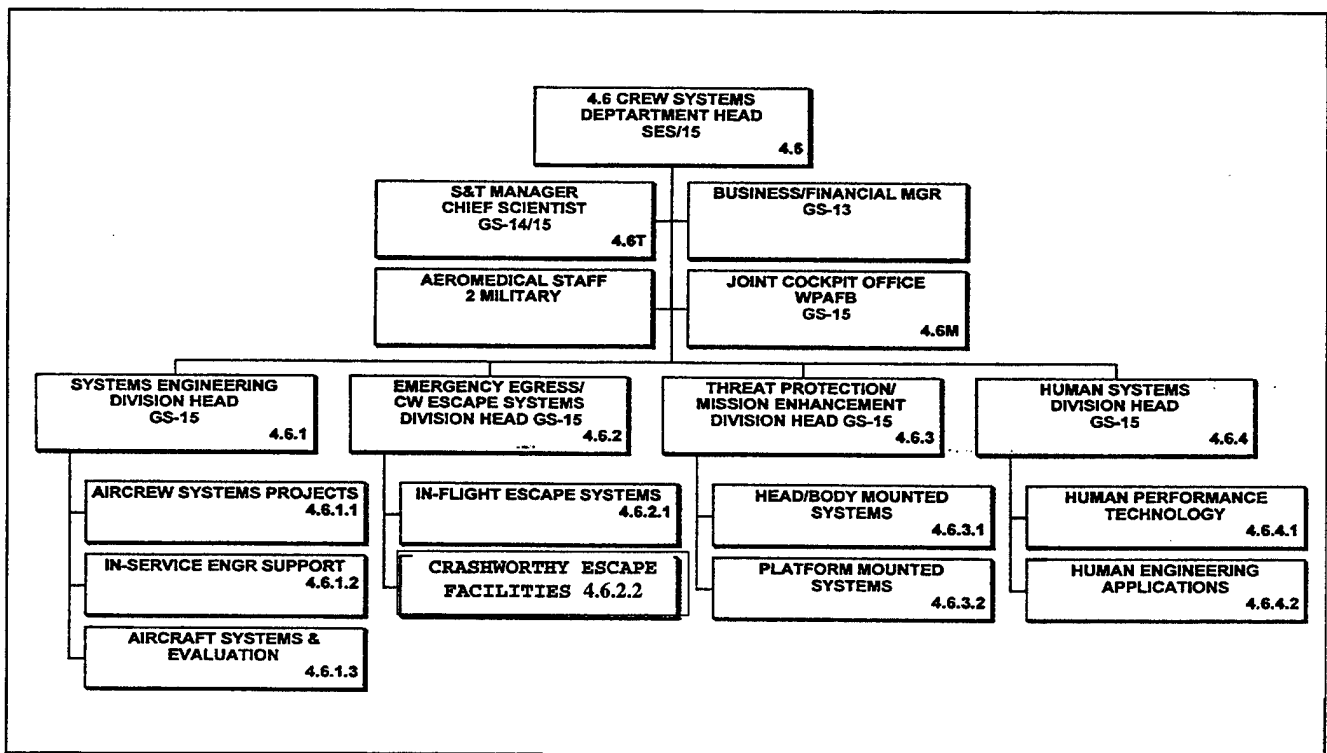 4.6 CREW SYSTEMS
DEPTARTMENT HEAD
SES/15
4.6
S&T MANAGER
CHIEF SCIENTIST
GS-14/15
4.6T
BUSINESS/FINANCIAL MGR
GS-13
AEROMEDICAL STAFF
2 MILITARY
JOINT COCKPIT OFFICE
WPAFB
GS-15
4.6M
SYSTEMS ENGINEERING
DIVISION HEAD
GS-15
4.6.1
EMERGENCY EGRESS/
CW ESCAPE SYSTEMS
DIVISION HEAD GS-15
4.6.2
THREAT PROTECTION/
MISSION ENHANCEMENT
DIVISION HEAD GS-15
4.6.3
HUMAN SYSTEMS
DIVISION HEAD
GS-15
4.6.4
AIRCREW SYSTEMS PROJECTS
4.6.1.1
IN-SERVICE ENGR SUPPORT
4.6.1.2
AIRCRAFT SYSTEMS &
EVALUATION
4.6.1.3
IN-FLIGHT ESCAPE SYSTEMS
4.6.2.1
CRASHWORTHY ESCAPE
FACILITIES 4.6.2.2
HEAD/BODY MOUNTED
SYSTEMS
4.6.3.1
PLATFORM MOUNTED
SYSTEMS
4.6.3.2
HUMAN PERFORMANCE
TECHNOLOGY
4.6.4.1
HUMAN ENGINEERING
APPLICATIONS
4.6.4.2